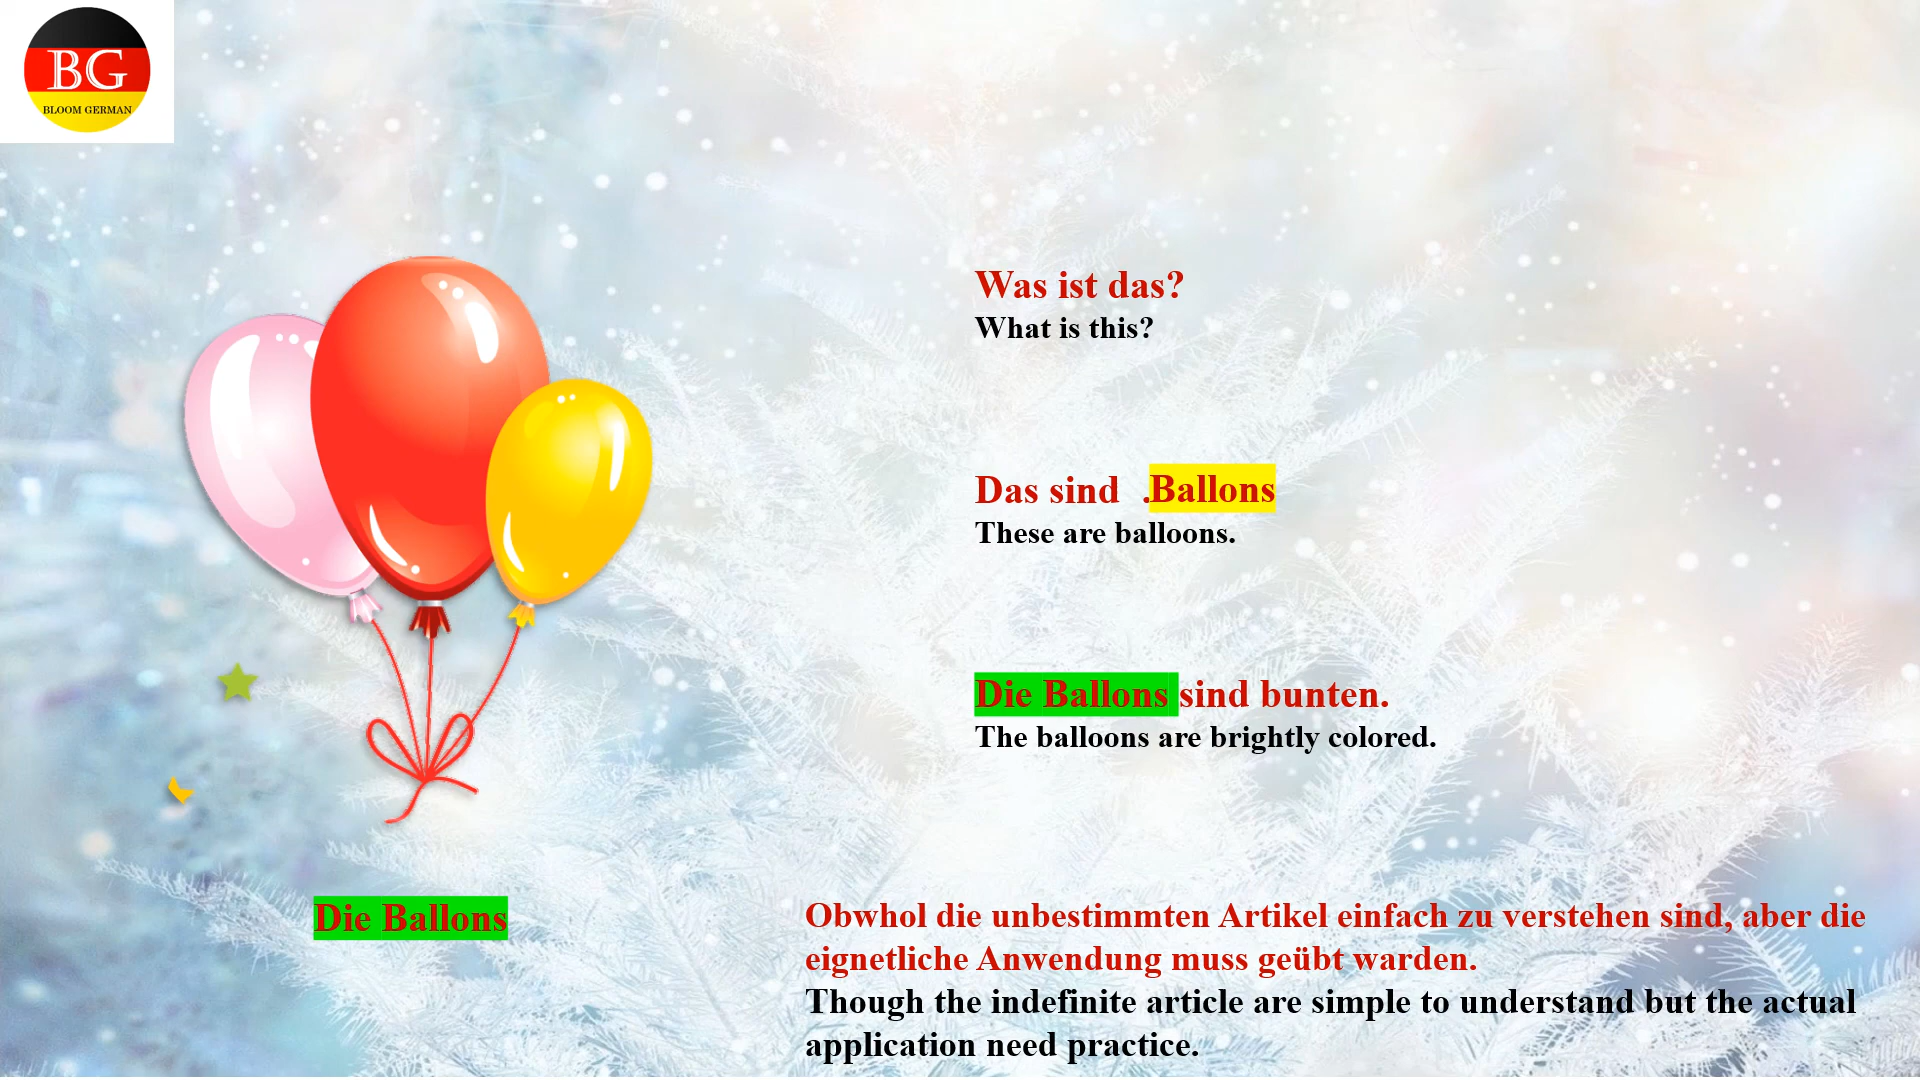 BG
BLOOM GERMAN
Was ist das?
What is this?
Das sind  .Ballons
These are balloons.
Die Ballons sind bunten.
The balloons are brightly colored.
Die Ballons
Obwhol die unbestimmten Artikel einfach zu verstehen sind, aber die
eignetliche Anwendung muss geübt warden.
Though the indefinite article are simple to understand but the actual
application need practice.